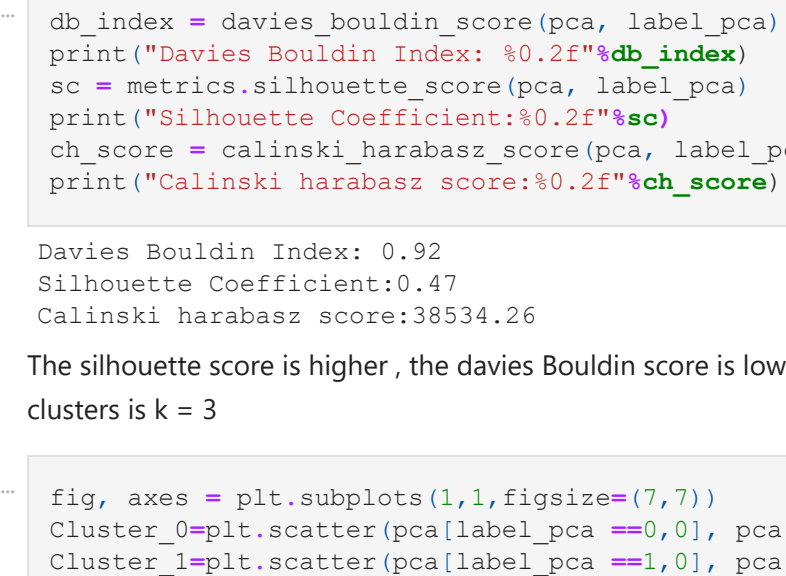 db_index = davies_bouldin_score(pca, label_pca)
print("Davies Bouldin Index: %0.2f"%db_index)
sc = metrics.silhouette_score(pca, label_pca)
print("Silhouette Coefficient:%0.2f"%sc)
ch_score = calinski_harabasz_score(pca, label_p
print("Calinski harabasz score:%0.2f"%ch_score)
Davies Bouldin Index: 0.92
Silhouette Coefficient:0.47
Calinski harabasz score:38534.26
The silhouette score is higher , the davies Bouldin score is low
clusters is k = 3
fig, axes = plt.subplots(1,1,figsize=(7,7))
Cluster_0=plt.scatter(pca[label_pca ==0,0], pca
Cluster_1=plt.scatter(pca[label_pca ==1,0], pca